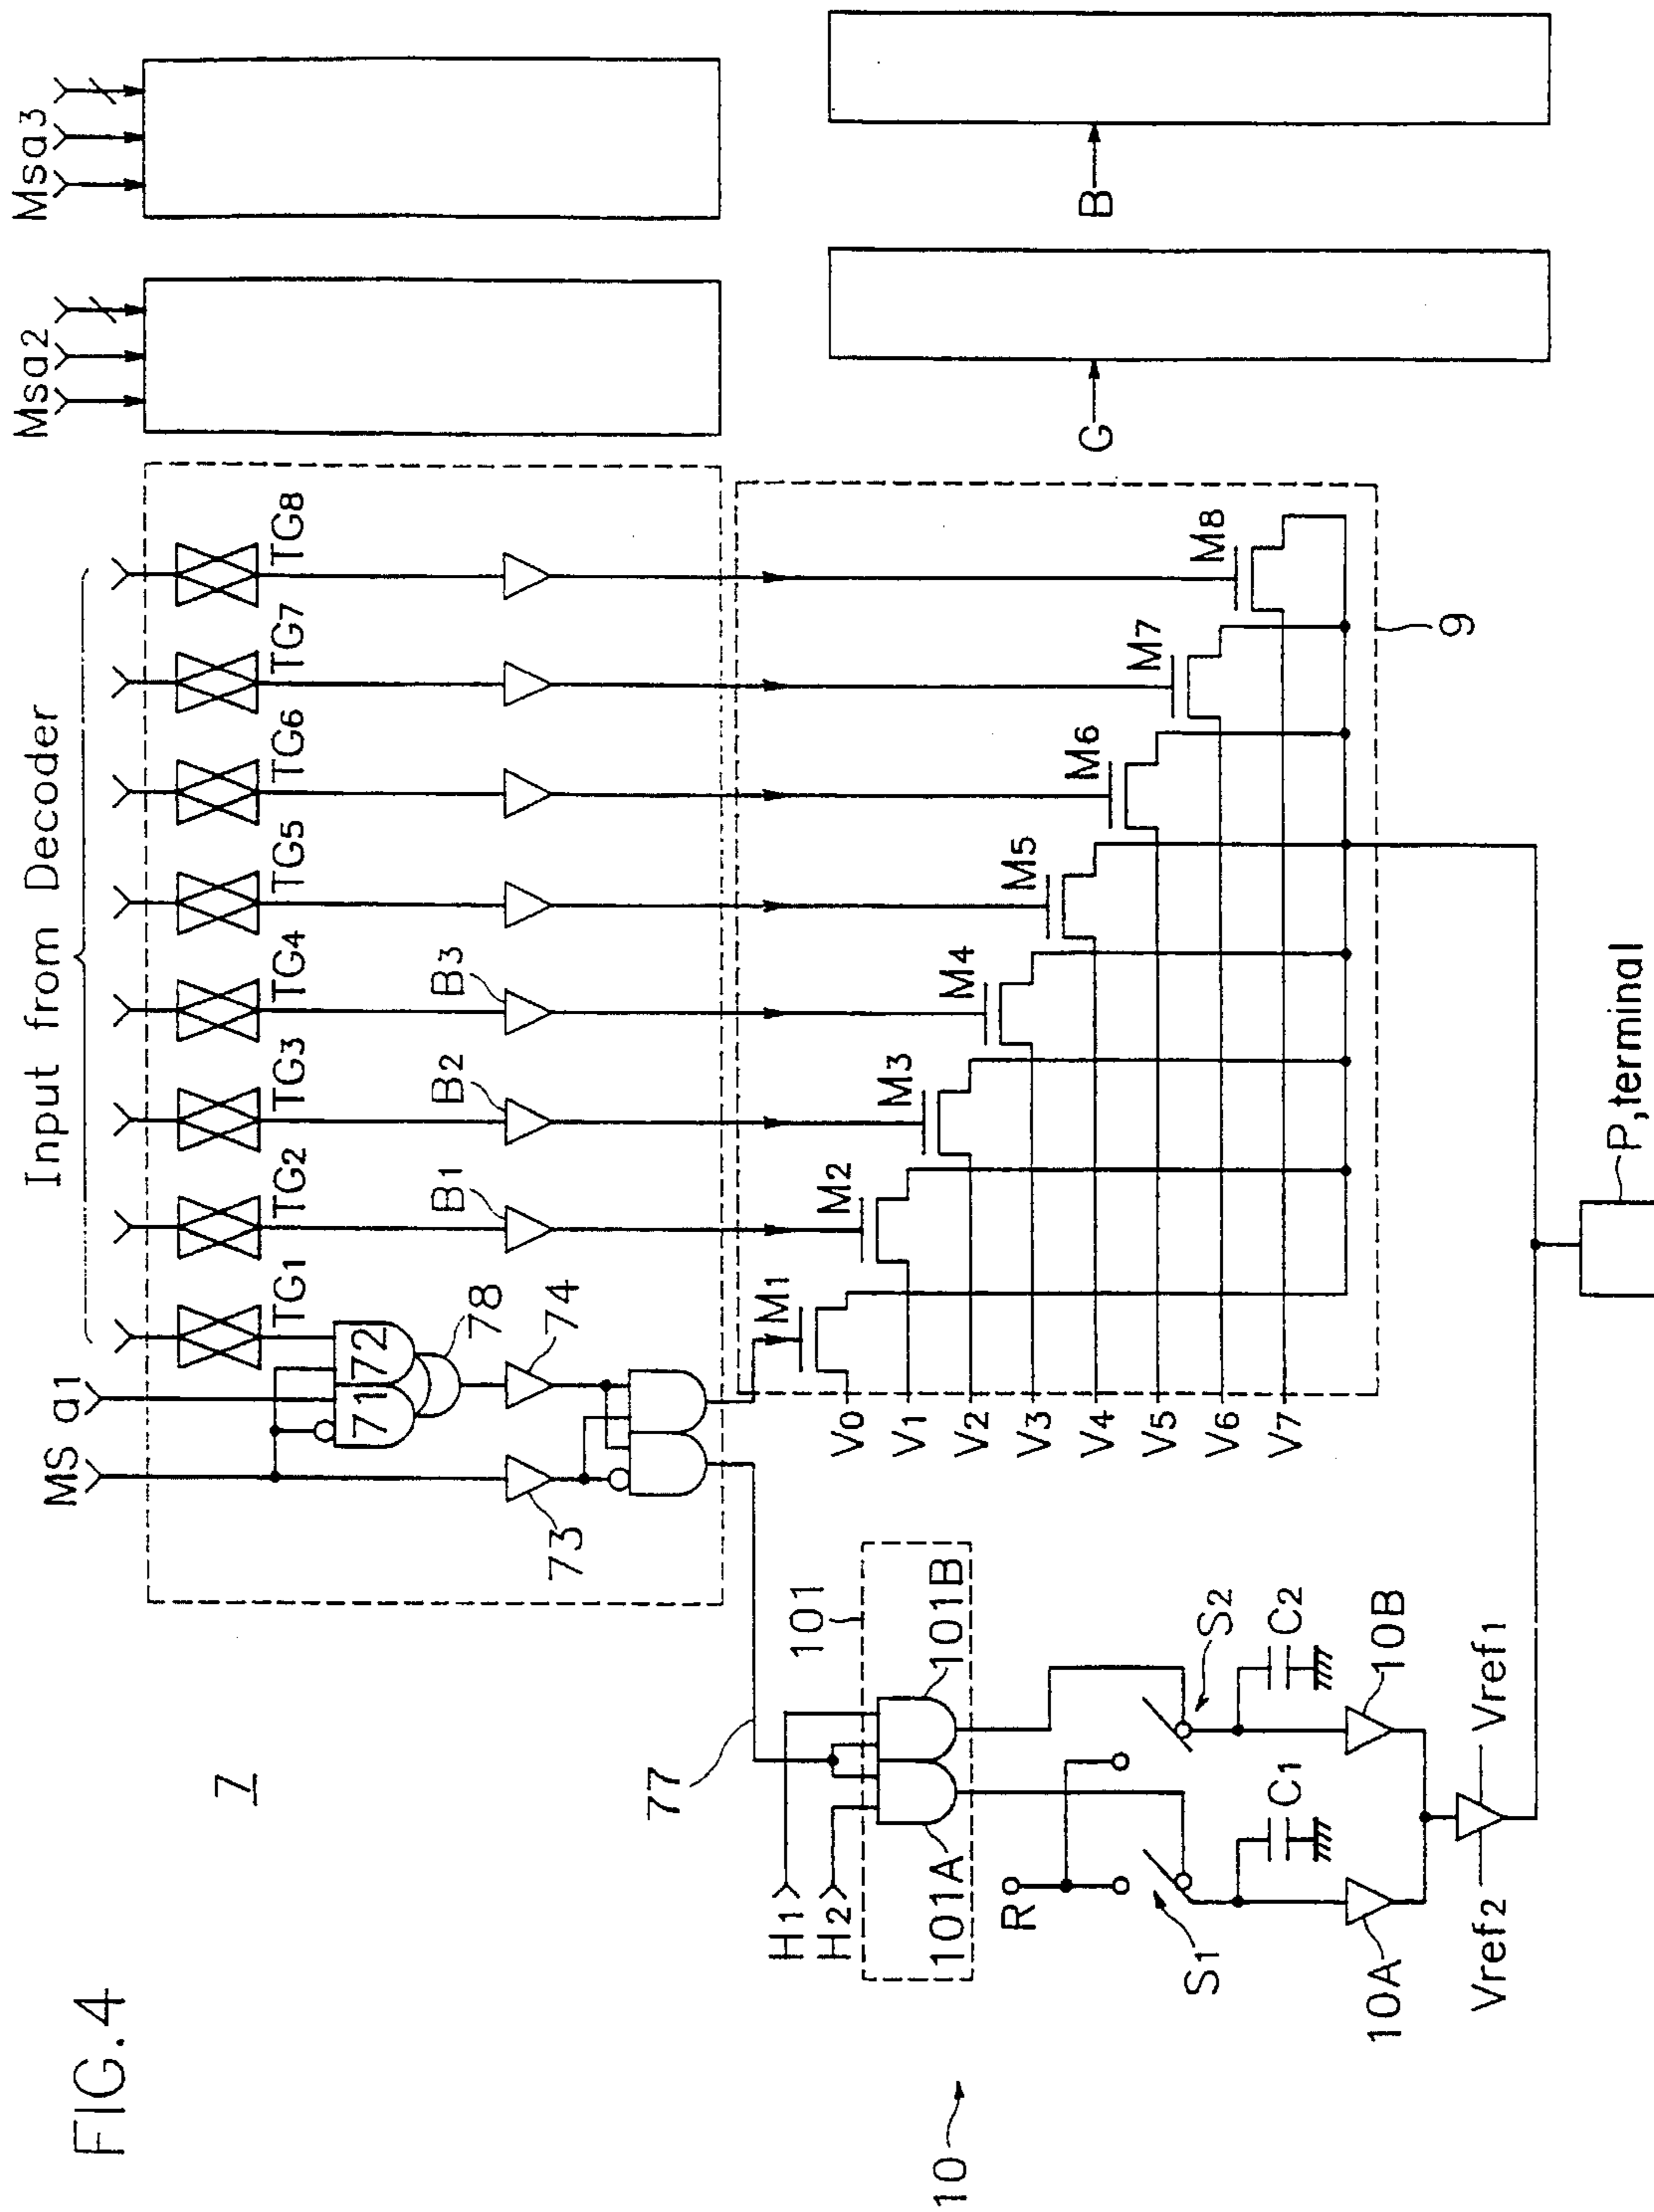 FIG.4
7
10
MS
a1
Input from Decoder
Msa2
Msa3
TG1
TG2
TG3
TG4
TG5
TG6
TG7
TG8
71
72
78
73
74
B1
B2
B3
77
M1
M2
M3
M4
M5
M6
M7
M8
V0
V1
V2
V3
V4
V5
V6
V7
9
G
B
H1
H2
101
101A
101B
R
S1
S2
C1
C2
10A
10B
Vref2
Vref1
P,terminal